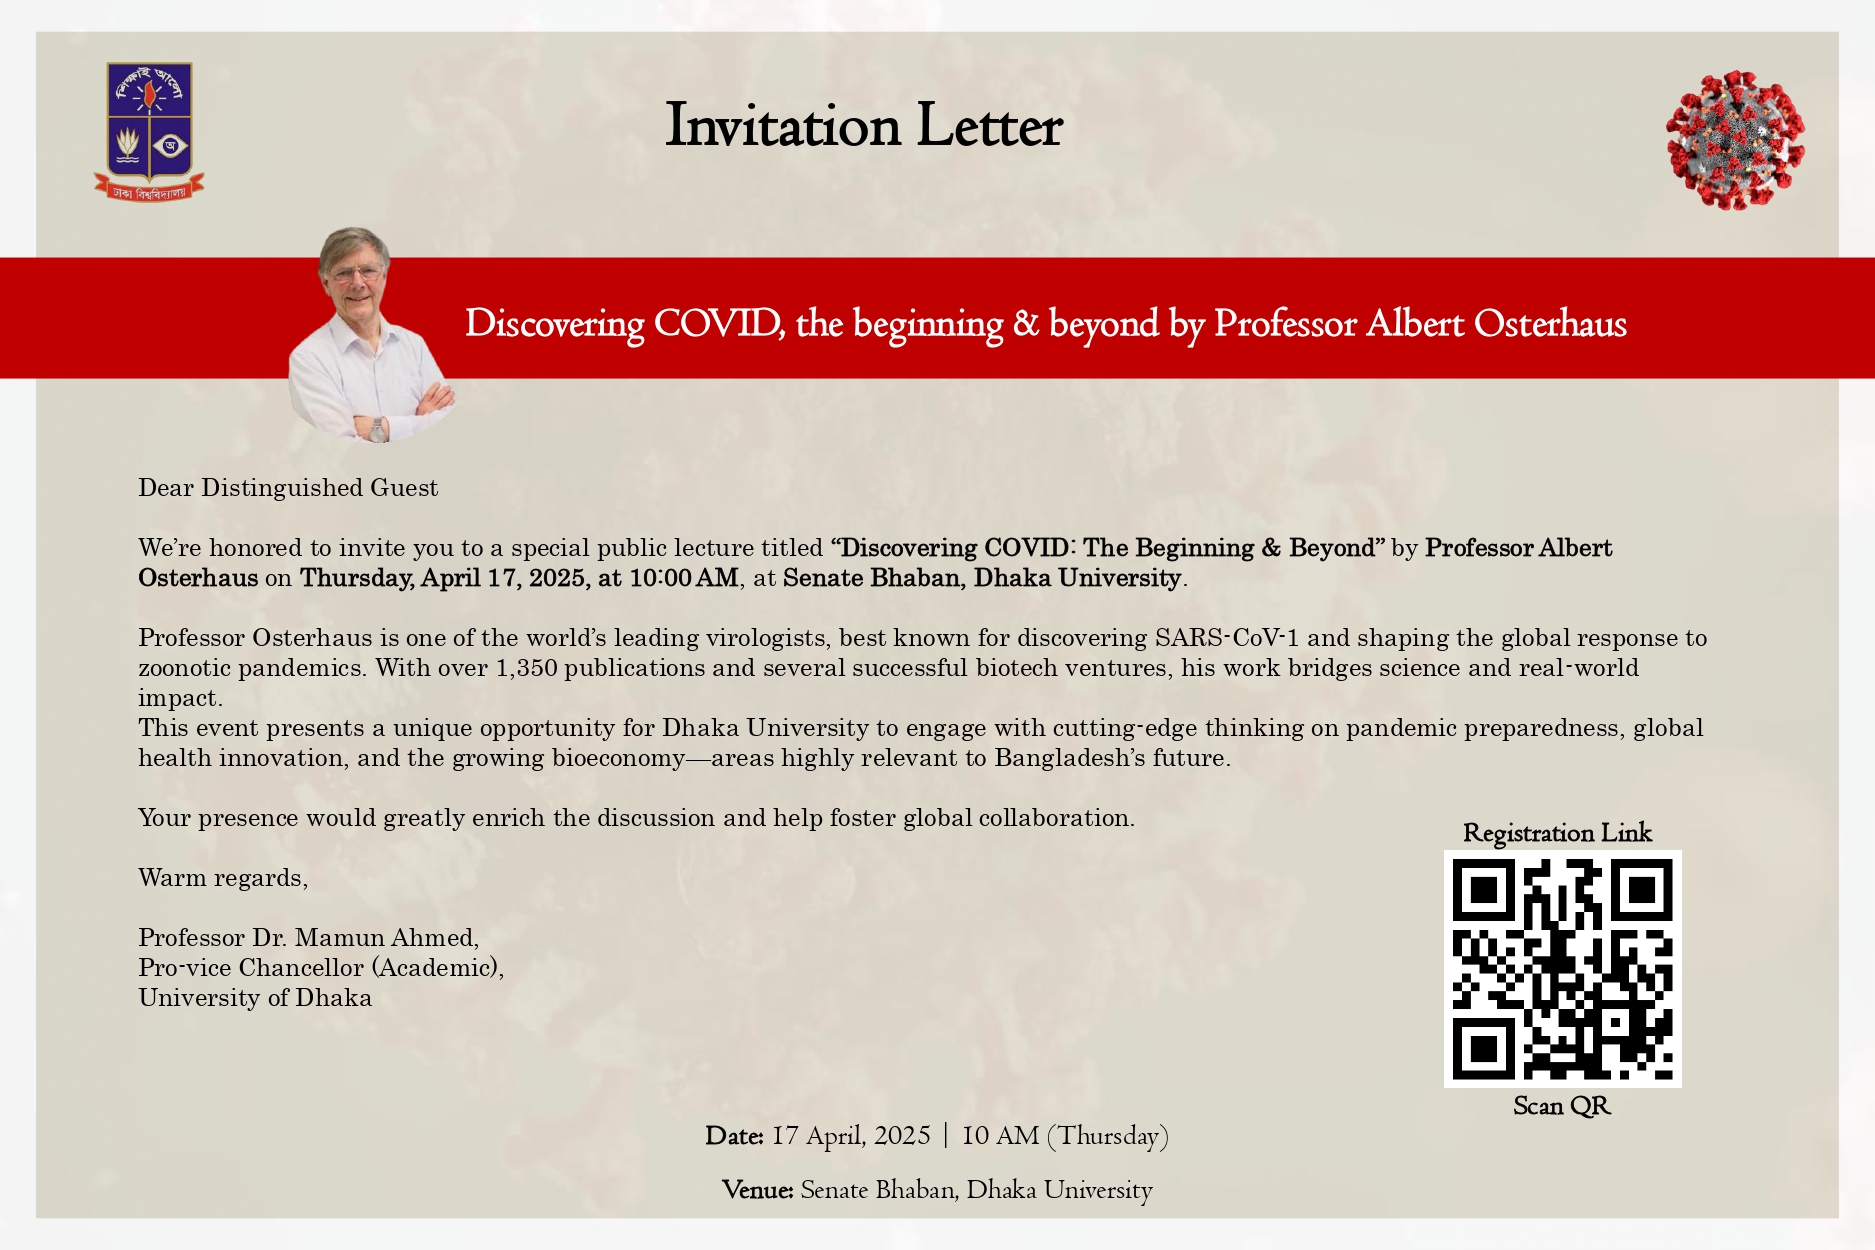 শিক্ষাই আলো
অ
ঢাকা বিশ্ববিদ্যালয়
Invitation Letter
Discovering COVID, the beginning & beyond by Professor Albert Osterhaus
Dear Distinguished Guest
We’re honored to invite you to a special public lecture titled “Discovering COVID: The Beginning & Beyond” by Professor Albert
Osterhaus on Thursday, April 17, 2025, at 10:00 AM, at Senate Bhaban, Dhaka University.
Professor Osterhaus is one of the world’s leading virologists, best known for discovering SARS-CoV-1 and shaping the global response to
zoonotic pandemics. With over 1,350 publications and several successful biotech ventures, his work bridges science and real-world
impact.
This event presents a unique opportunity for Dhaka University to engage with cutting-edge thinking on pandemic preparedness, global
health innovation, and the growing bioeconomy—areas highly relevant to Bangladesh’s future.
Your presence would greatly enrich the discussion and help foster global collaboration.
Warm regards,
Professor Dr. Mamun Ahmed,
Pro-vice Chancellor (Academic),
University of Dhaka
Registration Link
Scan QR
Date: 17 April, 2025 | 10 AM (Thursday)
Venue: Senate Bhaban, Dhaka University